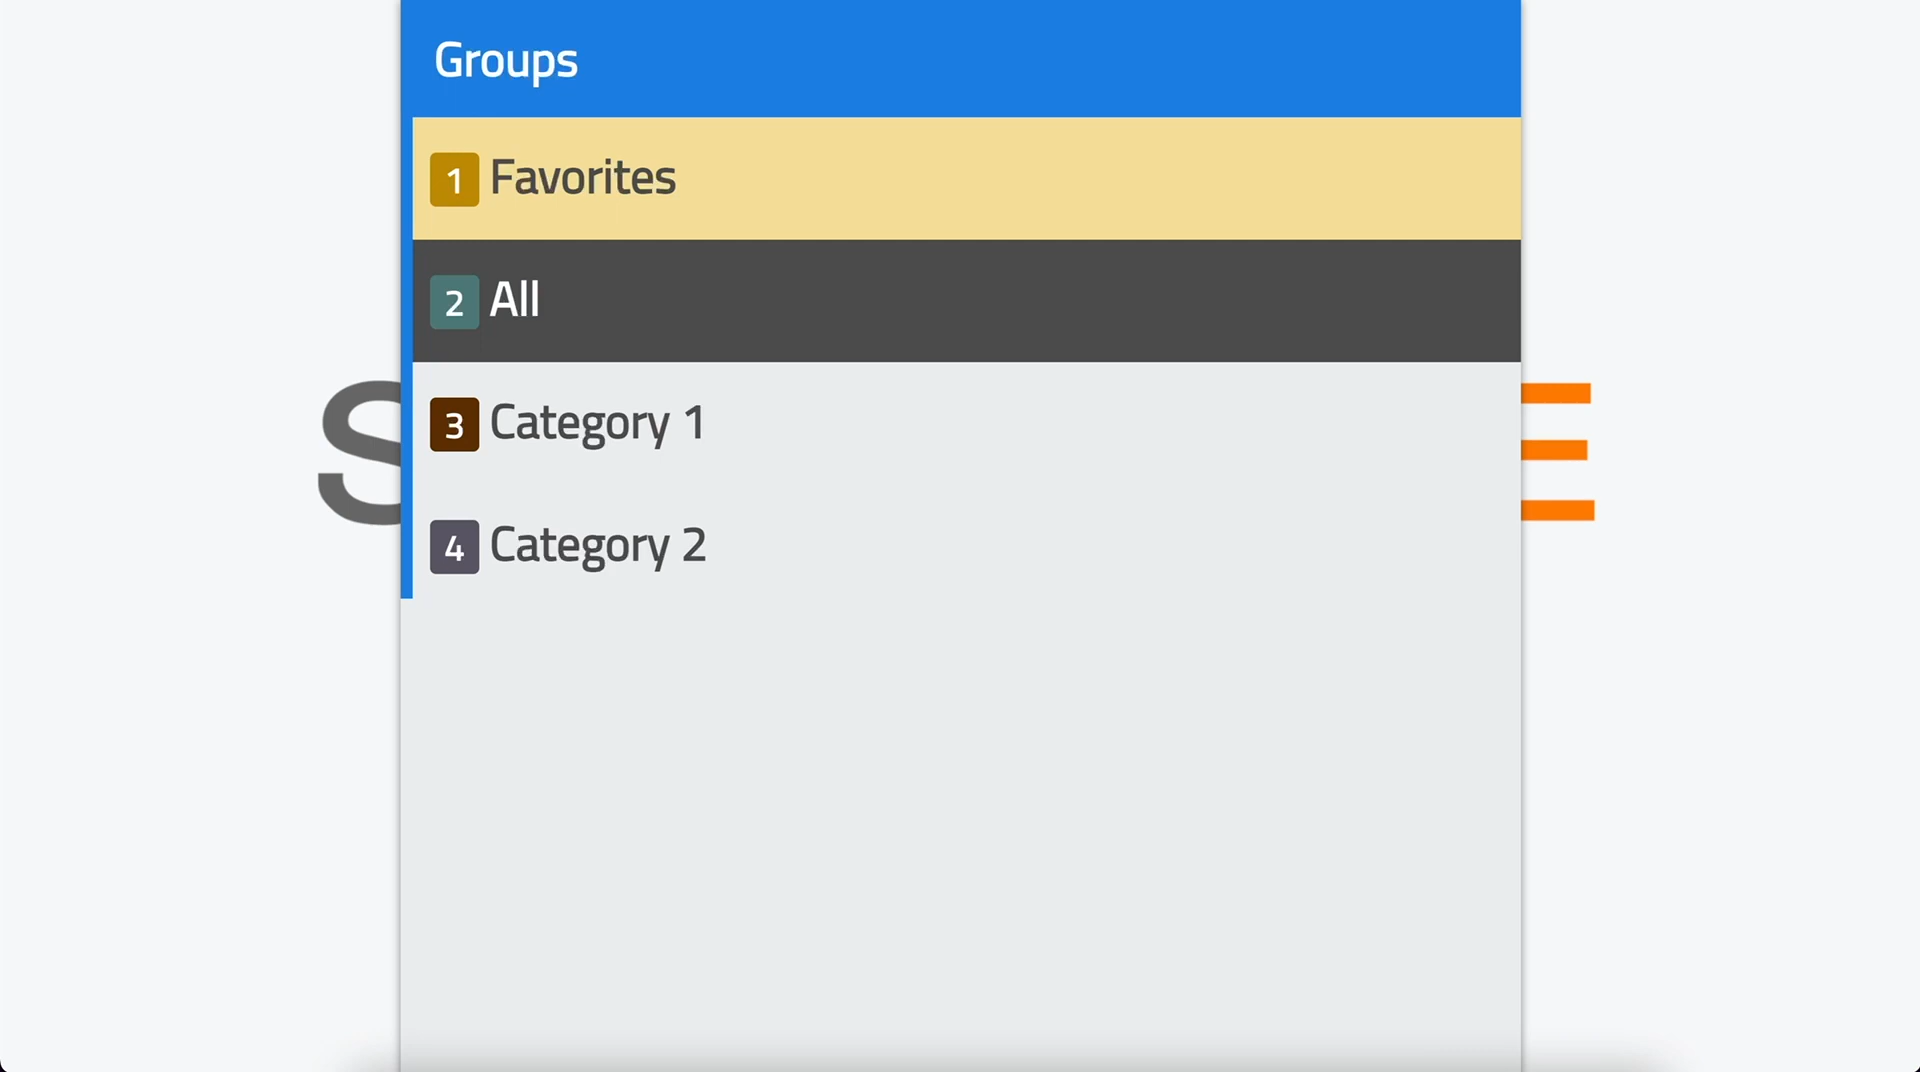 Groups
1 Favorites
2 All
3 Category 1
4 Category 2
S
E